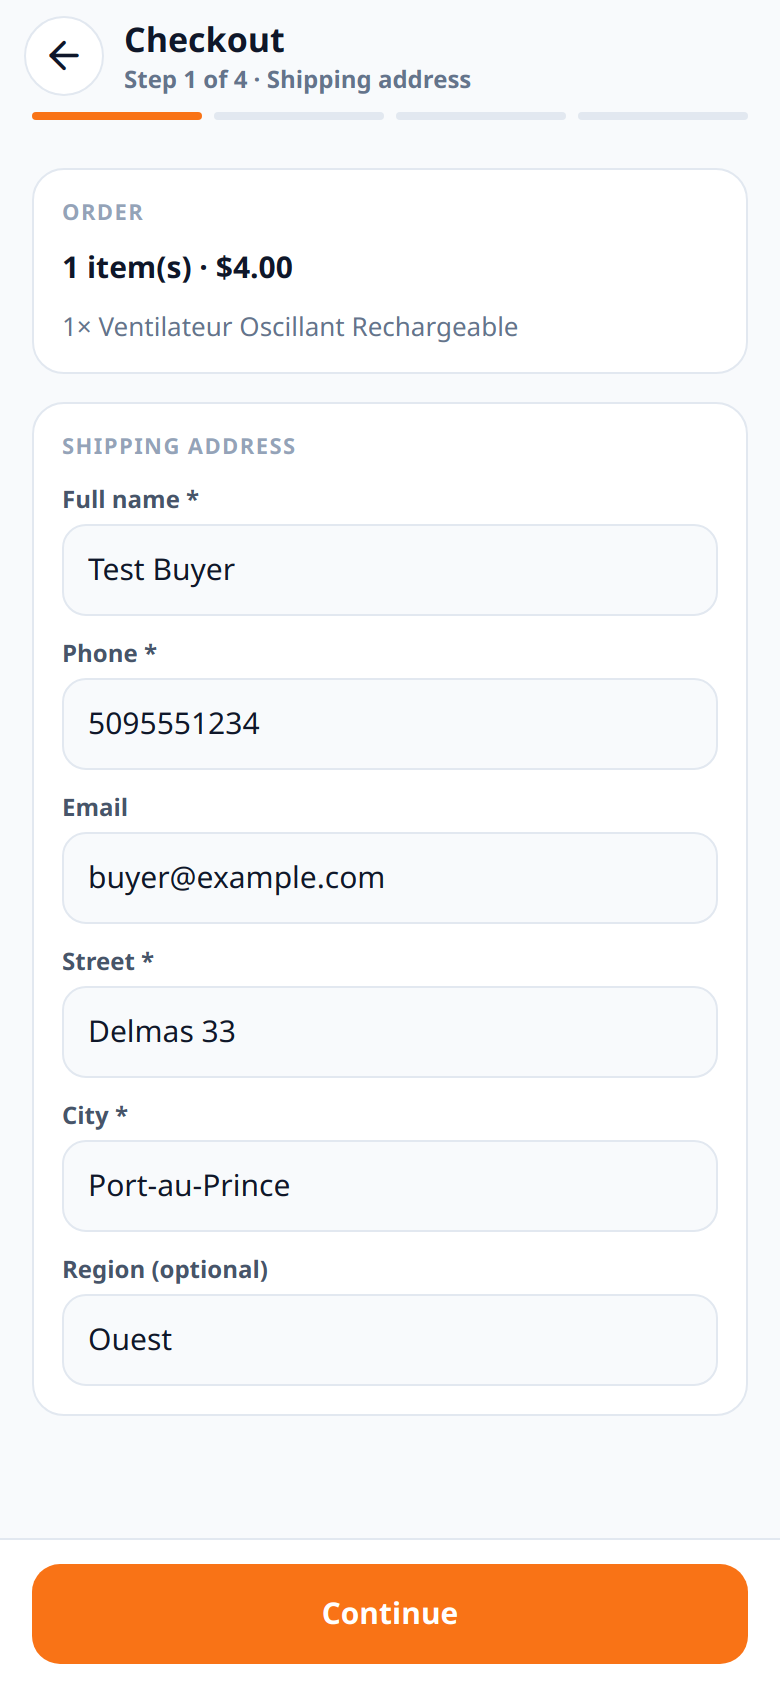 Checkout
Step 1 of 4 · Shipping address
ORDER
1 item(s) · $4.00
1× Ventilateur Oscillant Rechargeable
SHIPPING ADDRESS
Full name *
Test Buyer
Phone *
5095551234
Email
buyer@example.com
Street *
Delmas 33
City *
Port-au-Prince
Region (optional)
Ouest
Continue